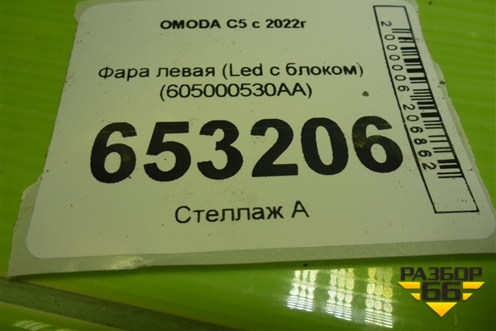 OMODA C5 с 2022г
Фара левая (Led с блоком)
(605000530AA)
653206
Стеллаж А
2000006206862
РАЗБОР
66